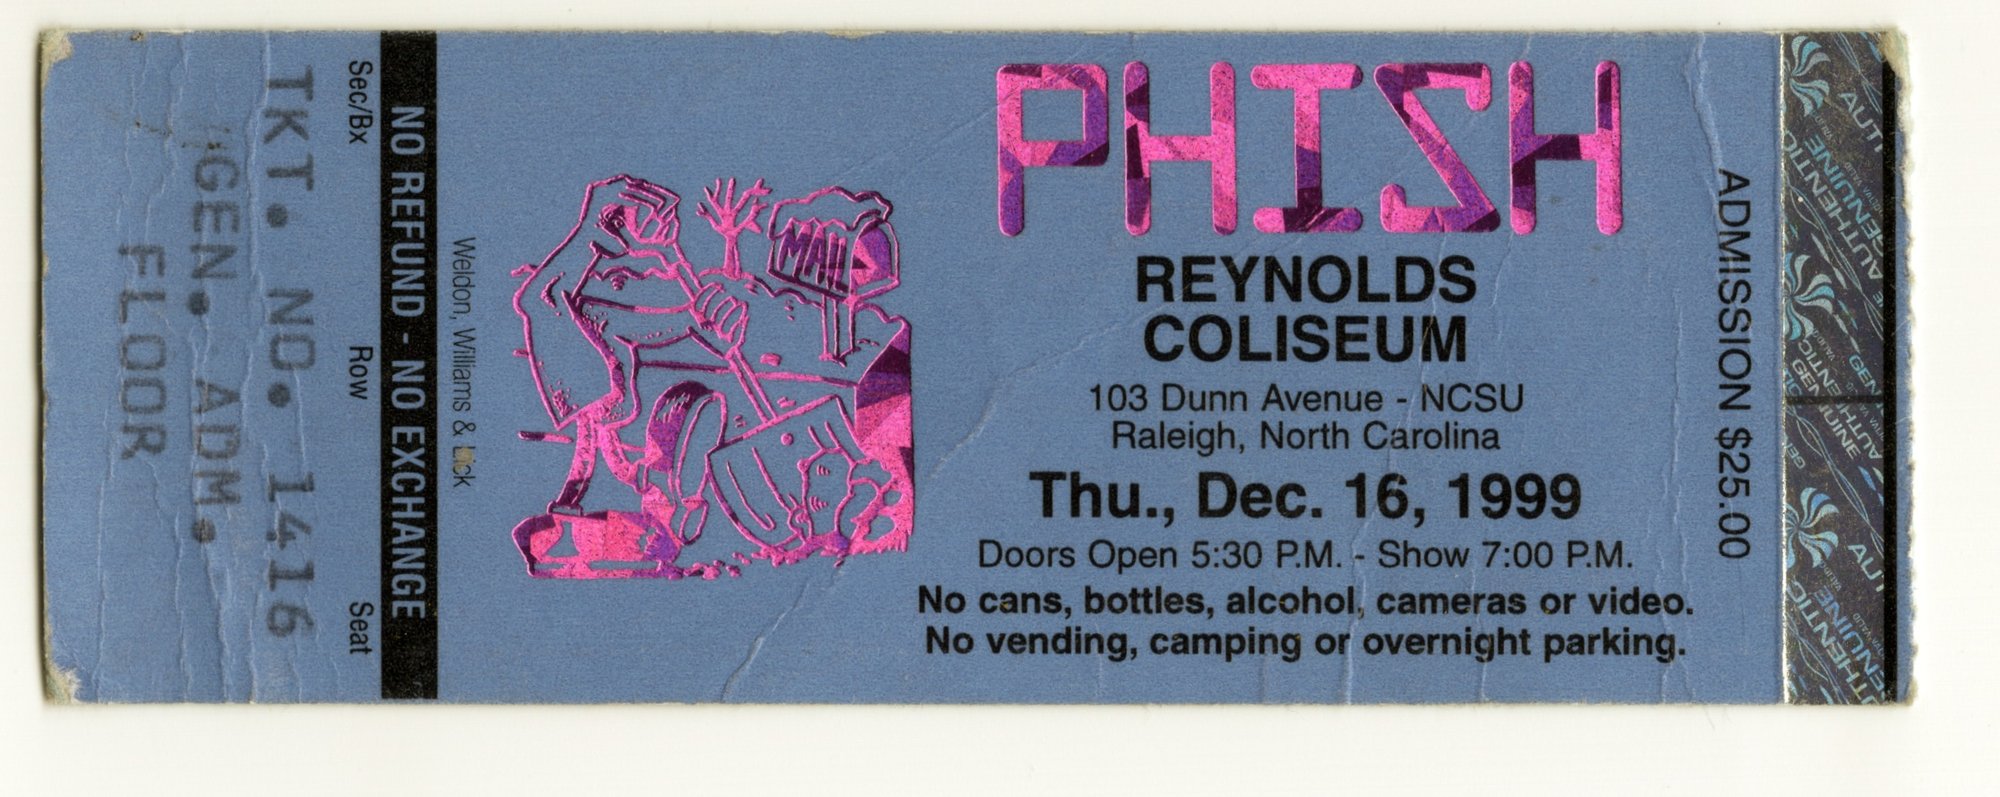 PHISH
REYNOLDS
COLISEUM
103 Dunn Avenue - NCSU
Raleigh, North Carolina
Thu., Dec. 16, 1999
Doors Open 5:30 P.M. - Show 7:00 P.M.
No cans, bottles, alcohol, cameras or video.
No vending, camping or overnight parking.
MAIL
ADMISSION $25.00
Weldon, Williams & Lick
NO REFUND - NO EXCHANGE
Sec/Bx Row Seat
TKT. NO. 1416
GEN. ADM.
FLOOR
AUTHENTIC
GENUINE